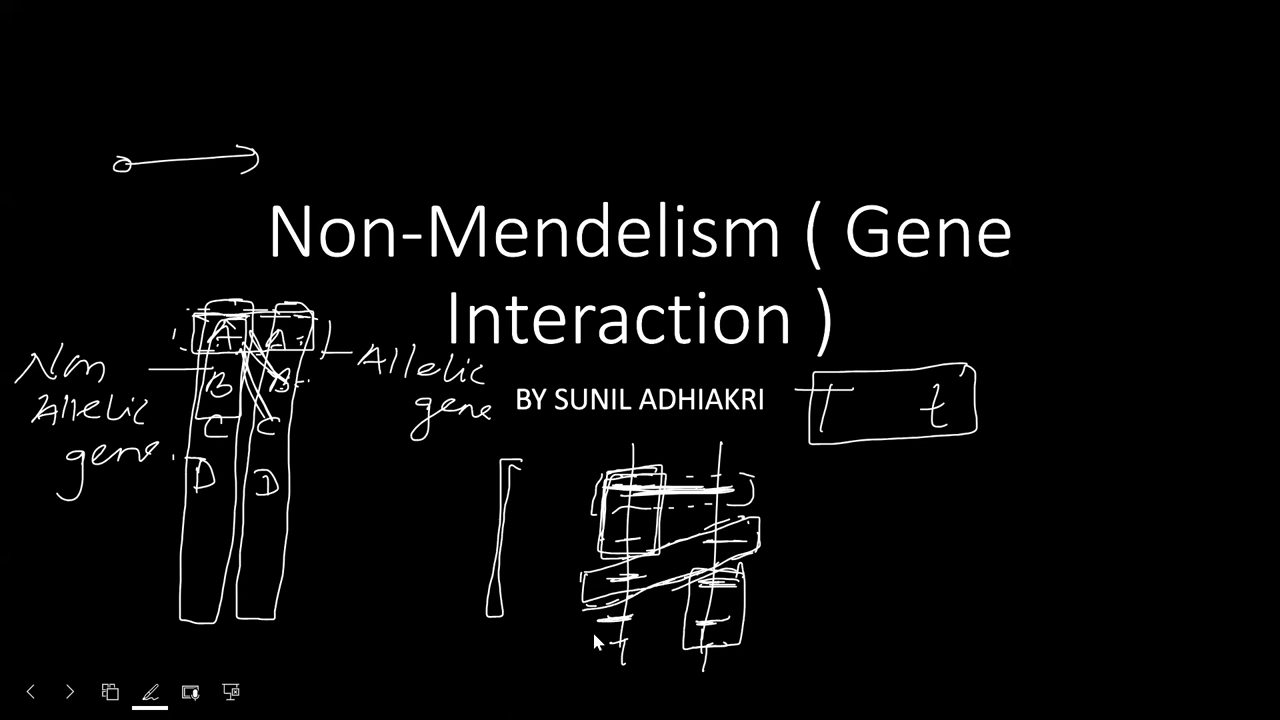 Non-Mendelism ( Gene
Interaction )
BY SUNIL ADHIAKRI
Non
Allelic
gene
A A
B B
C C
D D
Allelic
gene
T t